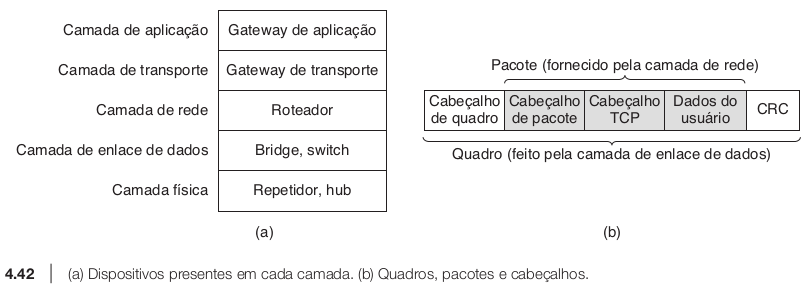 Camada de aplicação
Gateway de aplicação
Camada de transporte
Gateway de transporte
Camada de rede
Roteador
Camada de enlace de dados
Bridge, switch
Camada física
Repetidor, hub
(a)
Pacote (fornecido pela camada de rede)
Cabeçalho
de quadro
Cabeçalho
de pacote
Cabeçalho
TCP
Dados do
usuário
CRC
Quadro (feito pela camada de enlace de dados)
(b)
4.42 (a) Dispositivos presentes em cada camada. (b) Quadros, pacotes e cabeçalhos.